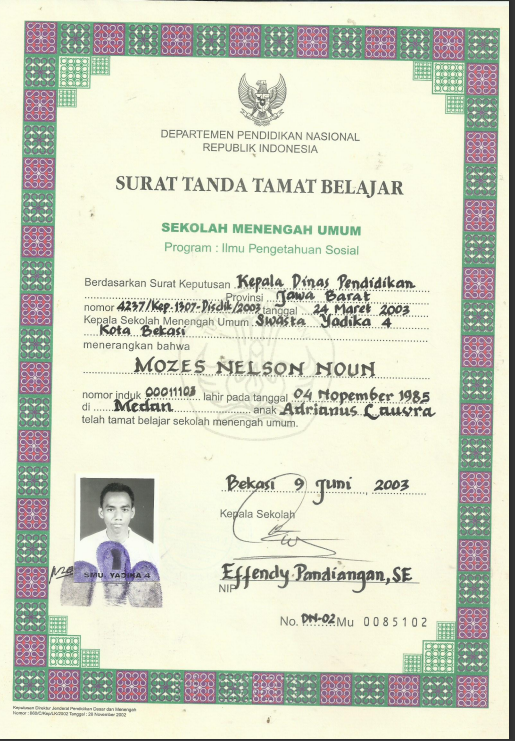 DEPARTEMEN PENDIDIKAN NASIONAL
REPUBLIK INDONESIA
SURAT TANDA TAMAT BELAJAR
SEKOLAH MENENGAH UMUM
Program : Ilmu Pengetahuan Sosial
Berdasarkan Surat Keputusan Kepala Dinas Pendidikan
Provinsi Jawa Barat
nomor 4237/Kep.1307-Disdik/2003 tanggal 24 Maret 2003
Kepala Sekolah Menengah Umum Swasta Yadika 4
Kota Bekasi
menerangkan bahwa
MOZES NELSON NOUN
nomor induk 00011103 lahir pada tanggal 04 Nopember 1985
di Medan anak Adrianus Lauvra
telah tamat belajar sekolah menengah umum.
Bekasi 9 Juni , 2003
Kepala Sekolah
SMU. YADIKA 4
Effendy Pandiangan, SE
NIP
No. DN-02 Mu 0085102
Keputusan Direktur Jenderal Pendidikan Dasar dan Menengah
Tanggal : 28 November 2002